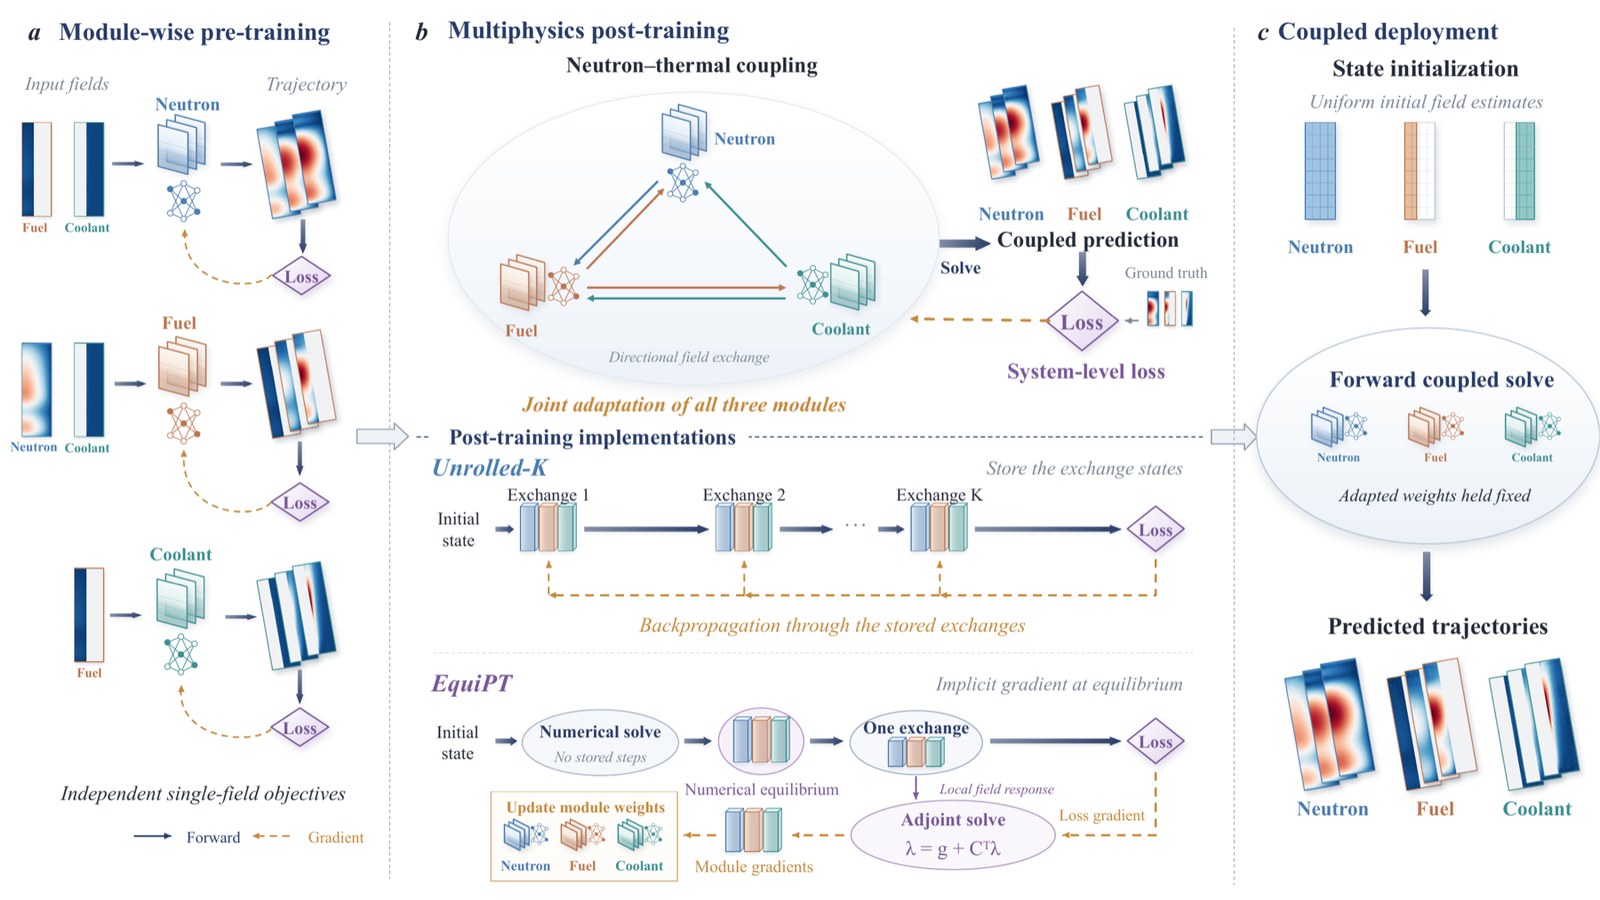 a Module-wise pre-training
Input fields
Trajectory
Neutron
Fuel
Coolant
Loss
Fuel
Neutron
Coolant
Loss
Coolant
Fuel
Loss
Independent single-field objectives
Forward
Gradient
b Multiphysics post-training
Neutron–thermal coupling
Neutron
Fuel
Coolant
Directional field exchange
Joint adaptation of all three modules
Solve
Neutron
Fuel
Coolant
Coupled prediction
Ground truth
Loss
System-level loss
Post-training implementations
Unrolled-K
Store the exchange states
Initial
state
Exchange 1
Exchange 2
...
Exchange K
Loss
Backpropagation through the stored exchanges
EquiPT
Implicit gradient at equilibrium
Initial
state
Numerical solve
No stored steps
Numerical equilibrium
One exchange
Loss
Local field response
Loss gradient
Adjoint solve
λ = g + Cᵀλ
Module gradients
Update module weights
Neutron
Fuel
Coolant
c Coupled deployment
State initialization
Uniform initial field estimates
Neutron
Fuel
Coolant
Forward coupled solve
Neutron
Fuel
Coolant
Adapted weights held fixed
Predicted trajectories
Neutron
Fuel
Coolant